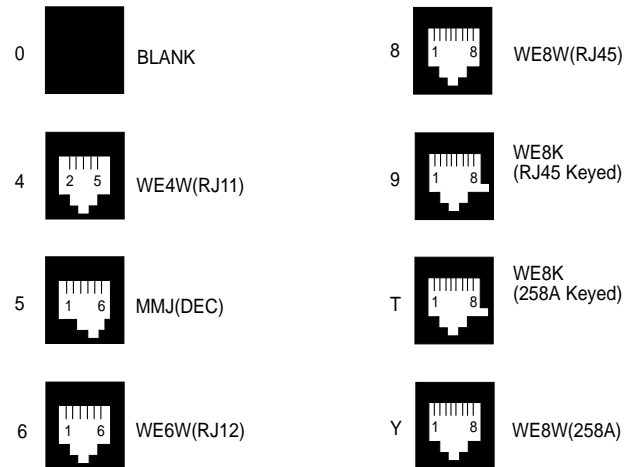 0 BLANK
4 2 5 WE4W(RJ11)
5 1 6 MMJ(DEC)
6 1 6 WE6W(RJ12)
8 1 8 WE8W(RJ45)
9 1 8 WE8K
(RJ45 Keyed)
T 1 8 WE8K
(258A Keyed)
Y 1 8 WE8W(258A)